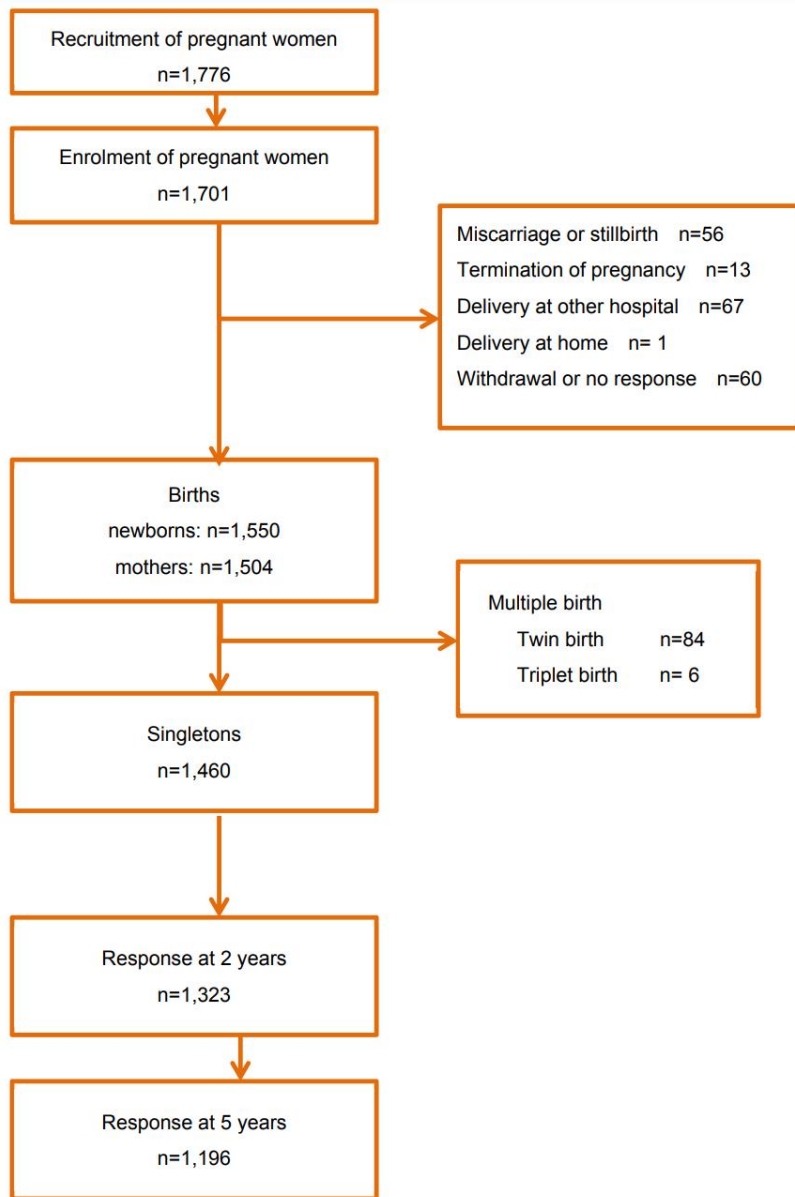 Recruitment of pregnant women
n=1,776
Enrolment of pregnant women
n=1,701
Miscarriage or stillbirth n=56
Termination of pregnancy n=13
Delivery at other hospital n=67
Delivery at home n= 1
Withdrawal or no response n=60
Births
newborns: n=1,550
mothers: n=1,504
Multiple birth
Twin birth n=84
Triplet birth n= 6
Singletons
n=1,460
Response at 2 years
n=1,323
Response at 5 years
n=1,196